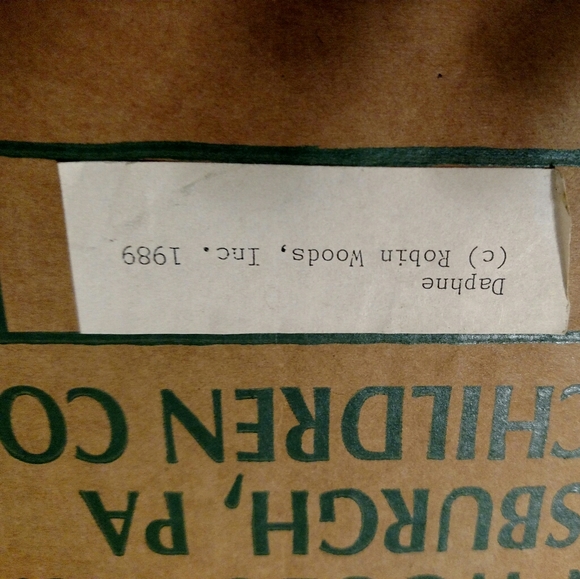 SBURGH, PA
CHILDREN CO
Daphne
(c) Robin Woods, Inc. 1989